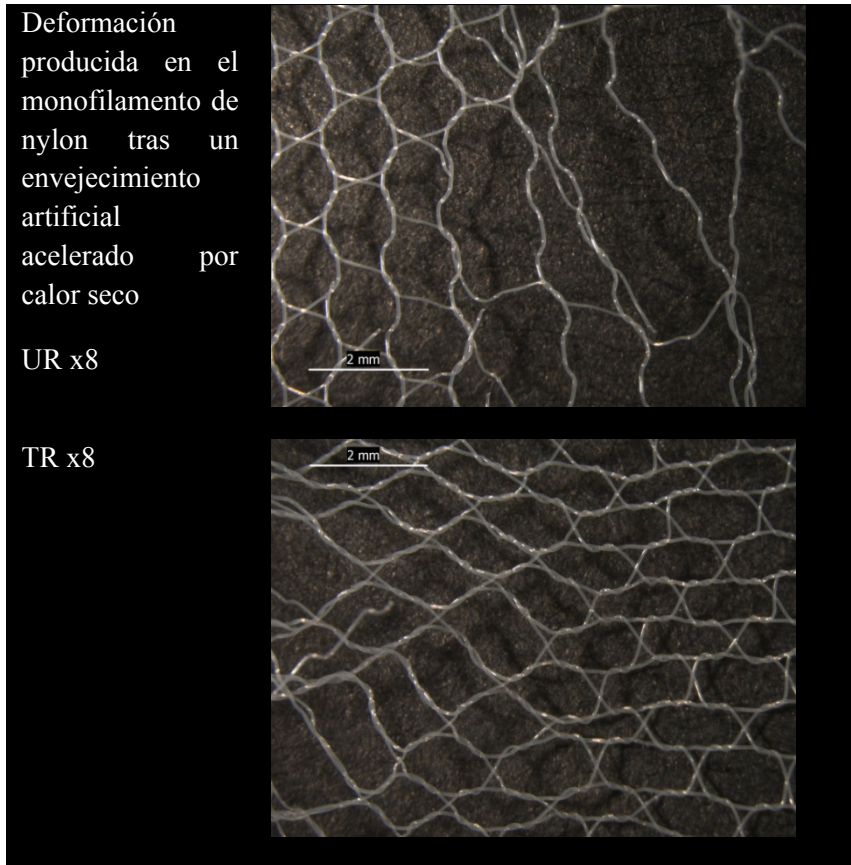 Deformación
producida en el
monofilamento de
nylon tras un
envejecimiento
artificial
acelerado por
calor seco
UR x8
2 mm
TR x8
2 mm